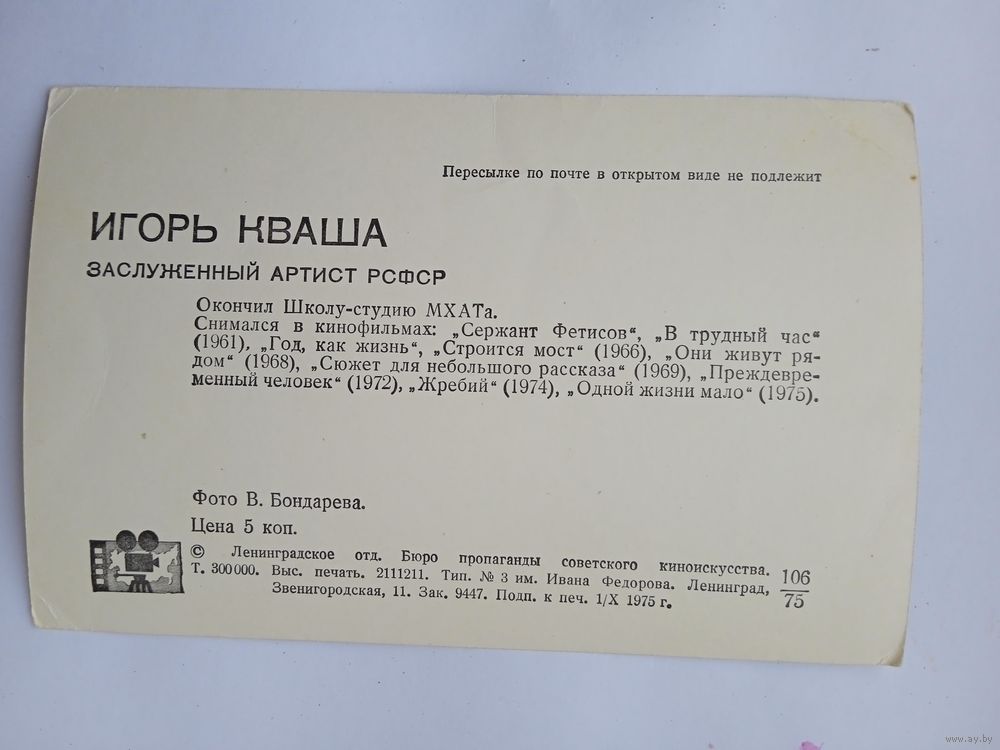 Пересылке по почте в открытом виде не подлежит
ИГОРЬ КВАША
ЗАСЛУЖЕННЫЙ АРТИСТ РСФСР
Окончил Школу-студию МХАТа.
Снимался в кинофильмах: „Сержант Фетисов“, „В трудный час“
(1961), „Год, как жизнь“, „Строится мост“ (1966), „Они живут ря-
дом“ (1968), „Сюжет для небольшого рассказа“ (1969), „Преждевре-
менный человек“ (1972), „Жребий“ (1974), „Одной жизни мало“ (1975).
Фото В. Бондарева.
Цена 5 коп.
© Ленинградское отд. Бюро пропаганды советского киноискусства.
Т. 300000. Выс. печать. 2111211. Тип. № 3 им. Ивана Федорова. Ленинград,
Звенигородская, 11. Зак. 9447. Подп. к печ. 1/X 1975 г.
106
75
www.ay.by